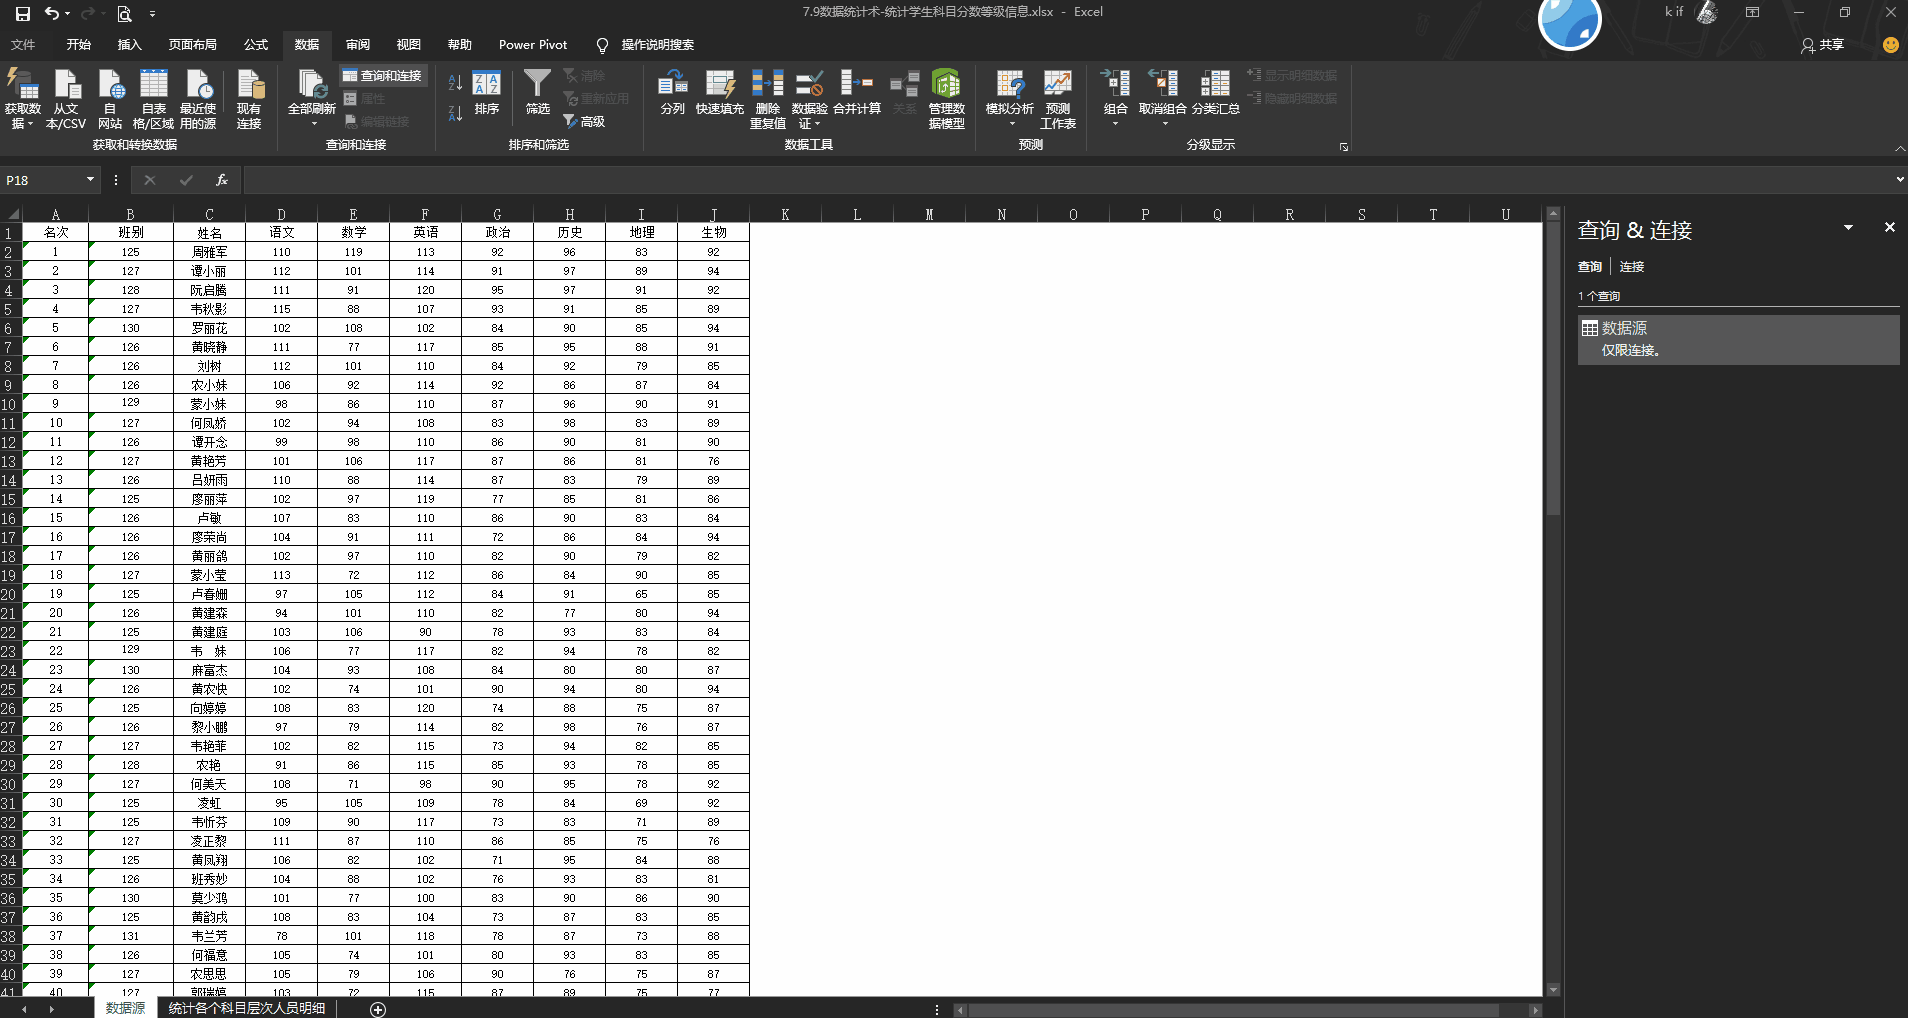 7.9数据统计术-统计学生科目分数等级信息.xlsx - Excel
k if
文件 开始 插入 页面布局 公式 数据 审阅 视图 帮助 Power Pivot 操作说明搜索 共享
获取数据 从文本/CSV 自网站 自表格/区域 最近使用的源 现有连接
获取和转换数据
全部刷新 查询和连接 属性 编辑链接
查询和连接
排序 筛选 清除 重新应用 高级
排序和筛选
分列 快速填充 删除重复值 数据验证 合并计算 关系 管理数据模型
数据工具
模拟分析 预测工作表
预测
组合 取消组合 分类汇总 显示明细数据 隐藏明细数据
分级显示
P18 fx
A B C D E F G H I J K L M N O P Q R S T U
1 名次 班别 姓名 语文 数学 英语 政治 历史 地理 生物
2 1 125 周雅军 110 119 113 92 96 83 92
3 2 127 谭小丽 112 101 114 91 97 89 94
4 3 128 阮启腾 111 91 120 95 97 91 92
5 4 127 韦秋影 115 88 107 93 91 85 89
6 5 130 罗丽花 102 108 102 84 90 85 94
7 6 126 黄晓静 111 77 117 85 95 88 91
8 7 126 刘树 112 101 110 84 92 79 85
9 8 126 农小妹 106 92 114 92 86 87 84
10 9 129 蒙小妹 98 86 110 87 96 90 91
11 10 127 何凤娇 102 94 108 83 98 83 89
12 11 126 谭开念 99 98 110 86 90 81 90
13 12 127 黄艳芳 101 106 117 87 86 81 76
14 13 126 吕妍雨 110 88 114 87 83 79 89
15 14 125 廖丽萍 102 97 119 77 85 81 86
16 15 126 卢敏 107 83 110 86 90 83 84
17 16 126 廖荣尚 104 91 111 72 86 84 94
18 17 126 黄丽鸽 102 97 110 82 90 79 82
19 18 127 蒙小莹 113 72 112 86 84 90 85
20 19 125 卢春姗 97 105 112 84 91 65 85
21 20 126 黄建森 94 101 110 82 77 80 94
22 21 125 黄建庭 103 106 90 78 93 83 84
23 22 129 韦 妹 106 77 117 82 94 78 82
24 23 130 麻富杰 104 93 108 84 80 80 87
25 24 126 黄农快 102 74 101 90 94 80 94
26 25 125 向婷婷 108 83 120 74 88 75 87
27 26 126 黎小鹏 97 79 114 82 98 76 87
28 27 127 韦艳菲 102 82 115 73 94 82 85
29 28 128 农艳 91 86 115 85 93 78 85
30 29 127 何美天 108 71 98 90 95 78 92
31 30 125 凌虹 95 105 109 78 84 69 92
32 31 125 韦忻芬 109 90 117 73 83 71 89
33 32 127 凌正黎 111 87 110 86 85 75 76
34 33 125 黄凤翔 106 82 102 71 95 84 88
35 34 126 班秀妙 104 88 102 76 93 83 81
36 35 130 莫少鸿 101 77 100 83 90 86 90
37 36 125 黄韵戌 108 83 104 73 87 83 85
38 37 131 韦兰芳 78 101 118 78 87 73 88
39 38 126 何福意 105 74 101 80 93 83 85
40 39 127 农思思 105 79 106 90 76 75 87
41 40 127 郭瑞婷 103 72 115 87 89 75 77
数据源 统计各个科目层次人员明细
查询 & 连接
查询 连接
1 个查询
数据源
仅限连接。